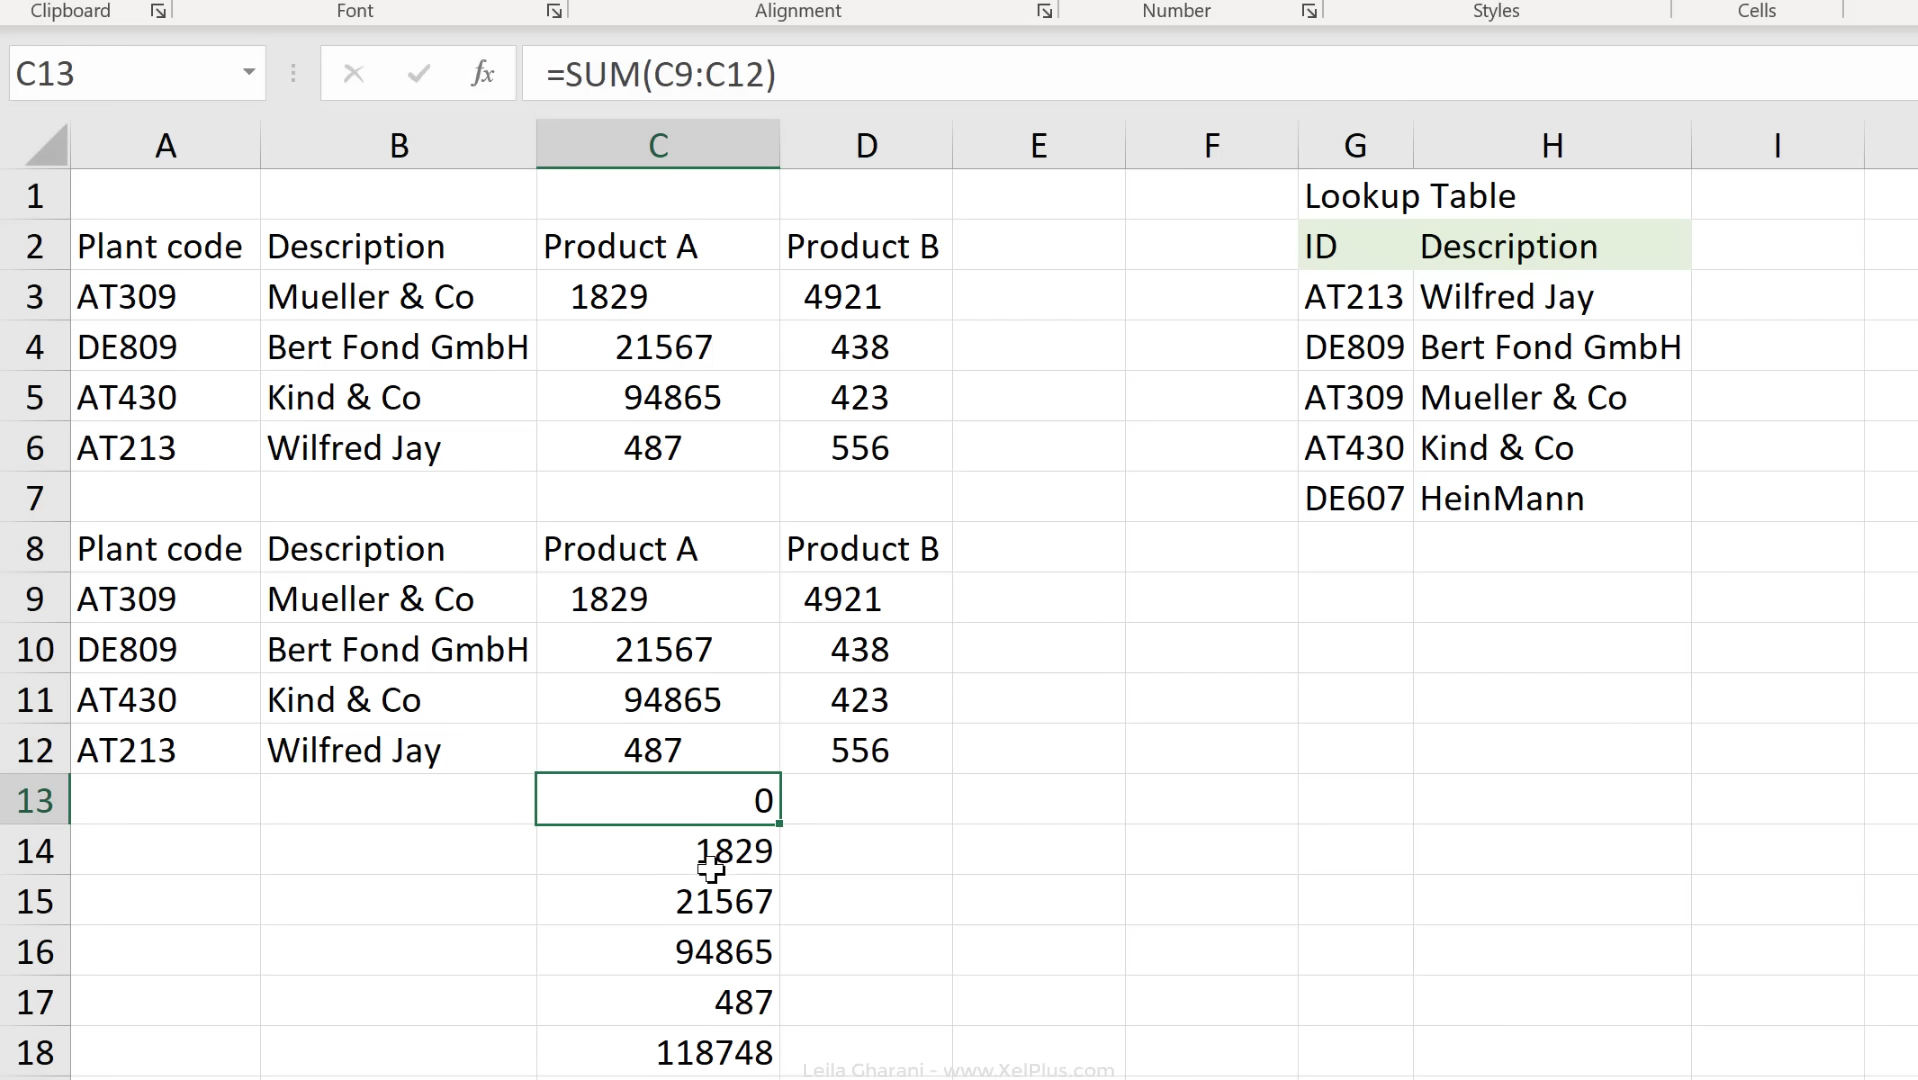 Clipboard Font Alignment Number Styles Cells
C13 fx =SUM(C9:C12)
A B C D E F G H I
1 Lookup Table
2 Plant code Description Product A Product B ID Description
3 AT309 Mueller & Co 1829 4921 AT213 Wilfred Jay
4 DE809 Bert Fond GmbH 21567 438 DE809 Bert Fond GmbH
5 AT430 Kind & Co 94865 423 AT309 Mueller & Co
6 AT213 Wilfred Jay 487 556 AT430 Kind & Co
7 DE607 HeinMann
8 Plant code Description Product A Product B
9 AT309 Mueller & Co 1829 4921
10 DE809 Bert Fond GmbH 21567 438
11 AT430 Kind & Co 94865 423
12 AT213 Wilfred Jay 487 556
13 0
14 1829
15 21567
16 94865
17 487
18 118748
Leila Gharani - www.XelPlus.com